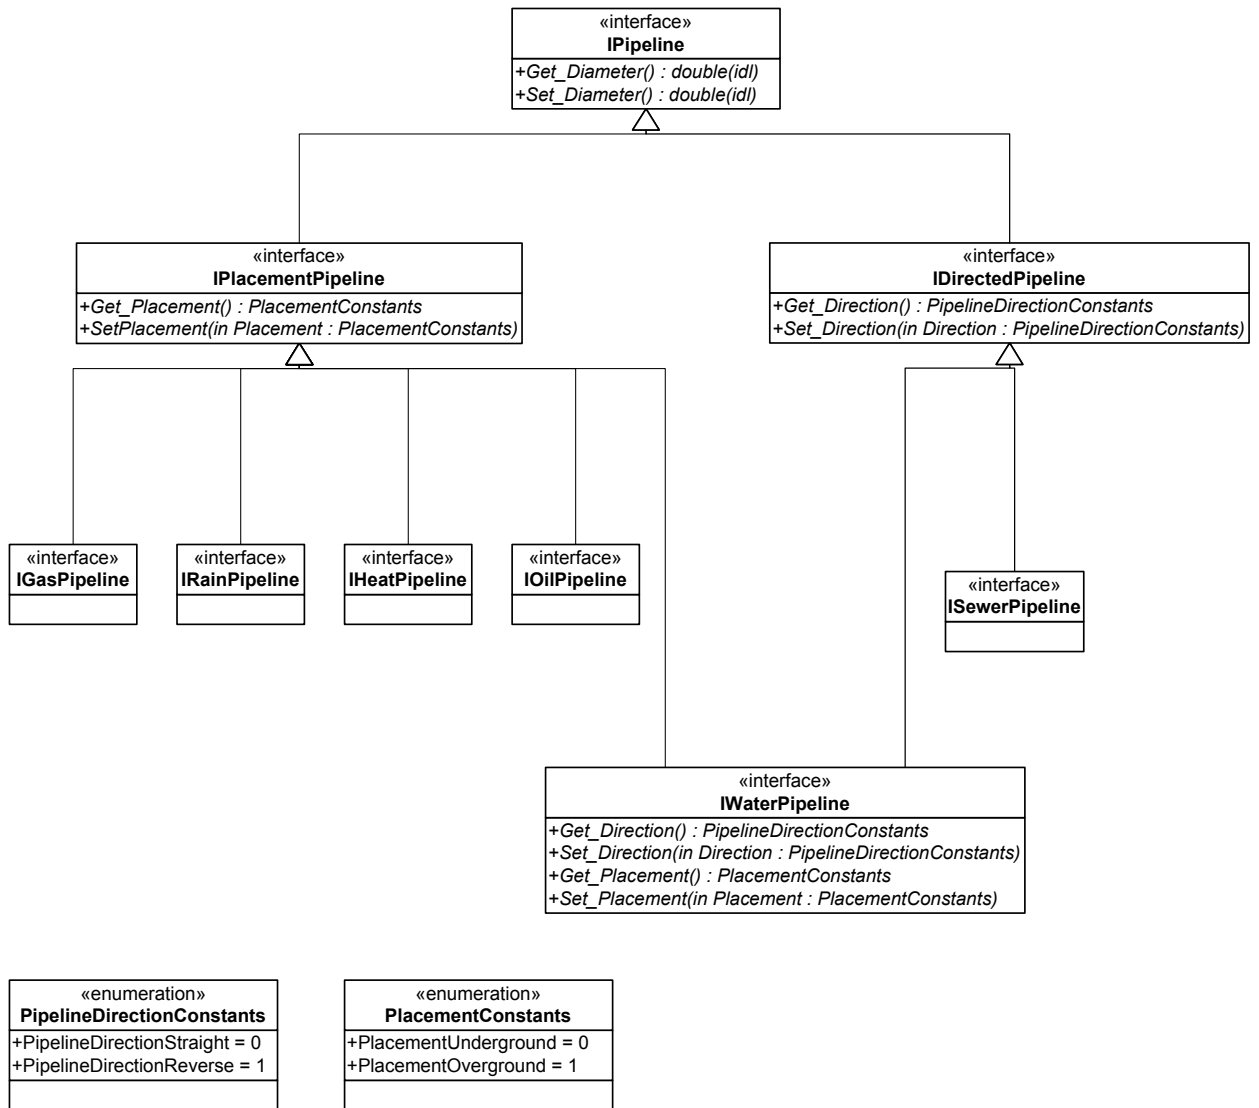 «interface»
IPipeline
+Get_Diameter() : double(idl)
+Set_Diameter() : double(idl)
«interface»
IPlacementPipeline
+Get_Placement() : PlacementConstants
+SetPlacement(in Placement : PlacementConstants)
«interface»
IDirectedPipeline
+Get_Direction() : PipelineDirectionConstants
+Set_Direction(in Direction : PipelineDirectionConstants)
«interface»
IGasPipeline
«interface»
IRainPipeline
«interface»
IHeatPipeline
«interface»
IOilPipeline
«interface»
ISewerPipeline
«interface»
IWaterPipeline
+Get_Direction() : PipelineDirectionConstants
+Set_Direction(in Direction : PipelineDirectionConstants)
+Get_Placement() : PlacementConstants
+Set_Placement(in Placement : PlacementConstants)
«enumeration»
PipelineDirectionConstants
+PipelineDirectionStraight = 0
+PipelineDirectionReverse = 1
«enumeration»
PlacementConstants
+PlacementUnderground = 0
+PlacementOverground = 1